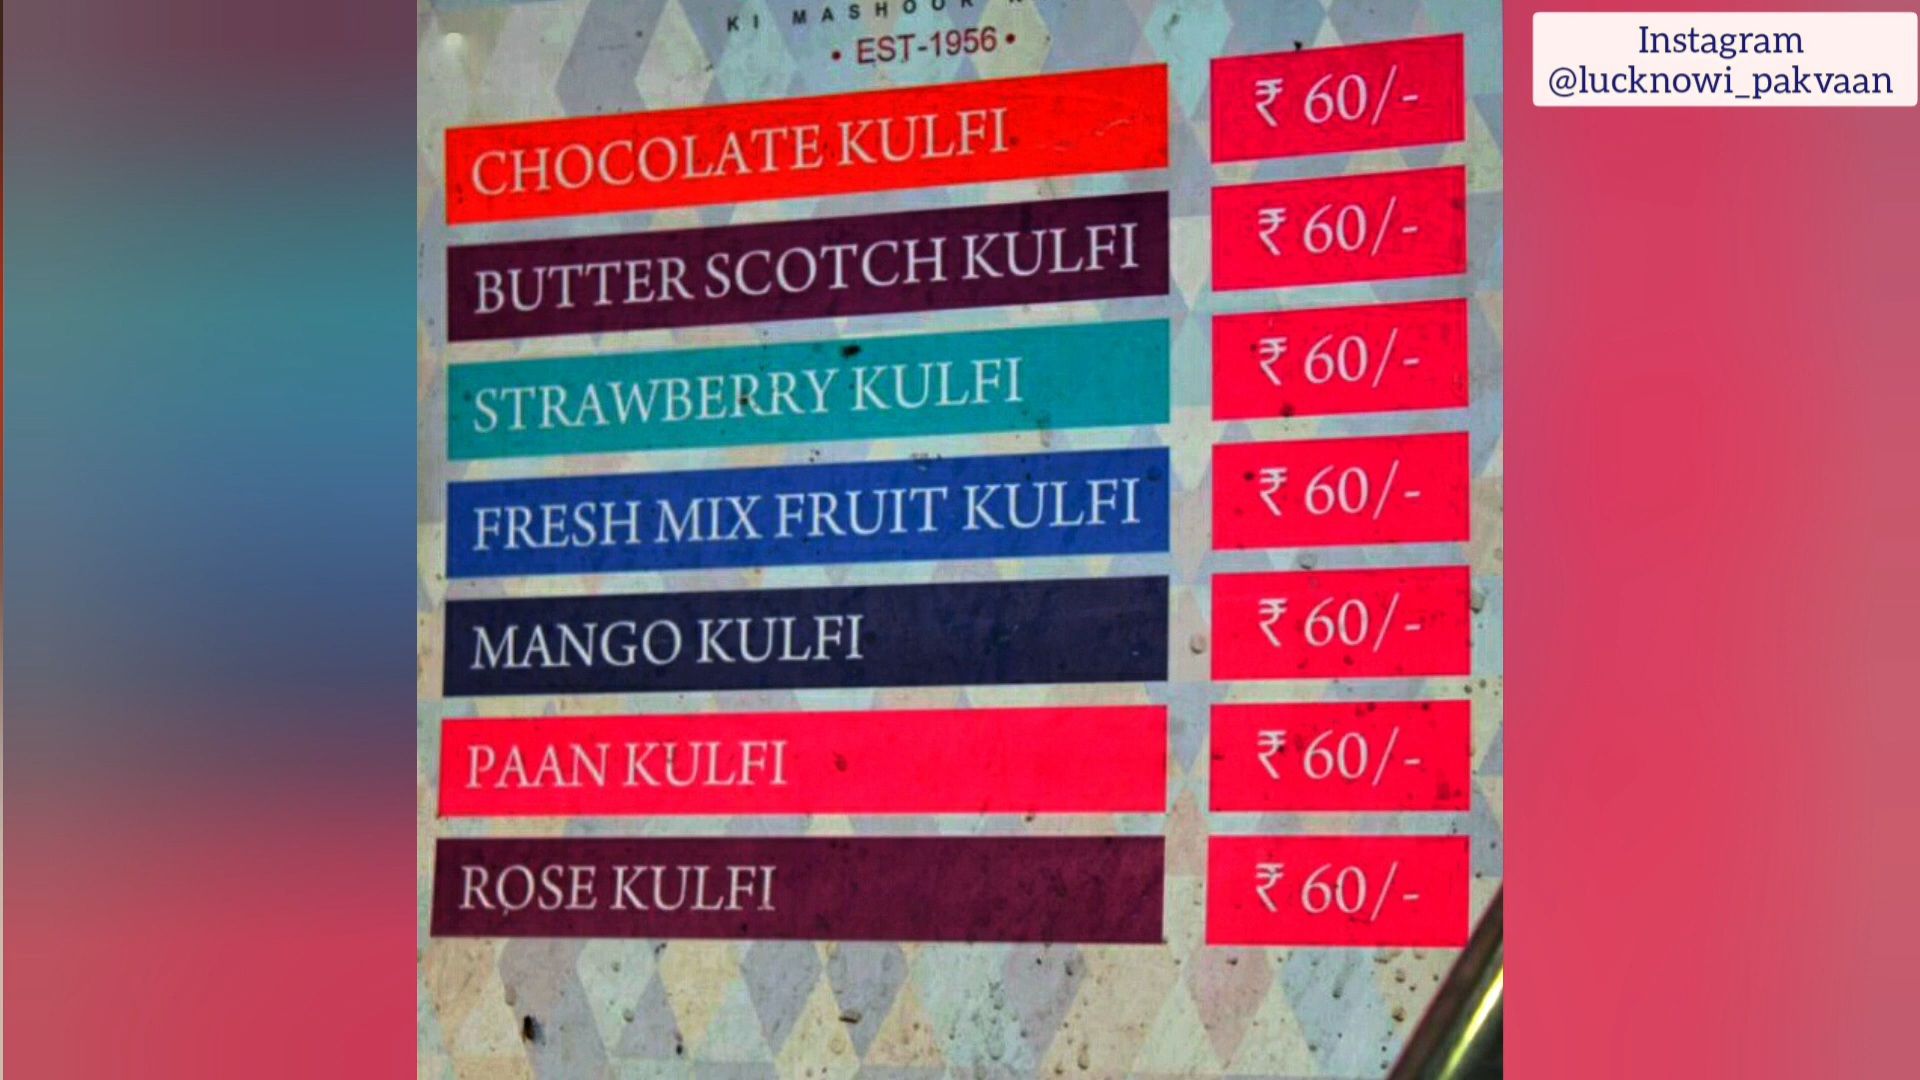 KI MASHOOR
• EST-1956 •
CHOCOLATE KULFI ₹ 60/-
BUTTER SCOTCH KULFI ₹ 60/-
STRAWBERRY KULFI ₹ 60/-
FRESH MIX FRUIT KULFI ₹ 60/-
MANGO KULFI ₹ 60/-
PAAN KULFI ₹ 60/-
ROSE KULFI ₹ 60/-
Instagram
@lucknowi_pakvaan